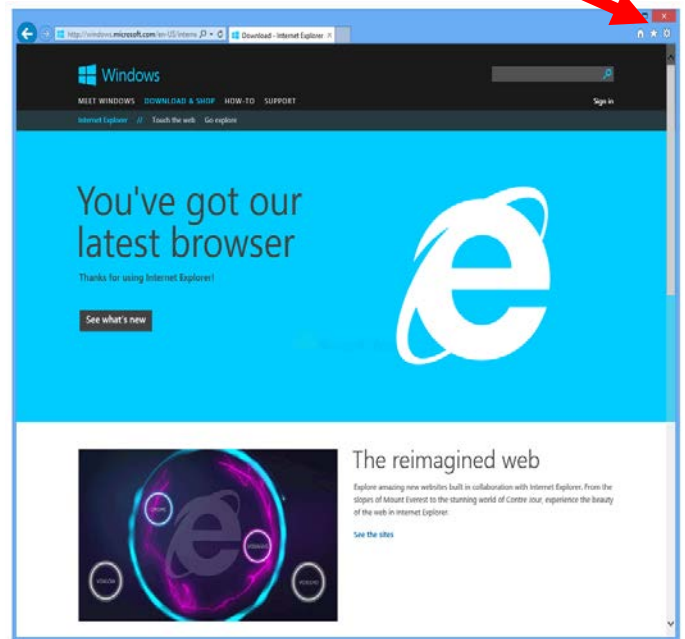 http://windows.microsoft.com/en-US/interne
Download - Internet Explorer
Windows
MEET WINDOWS DOWNLOAD & SHOP HOW-TO SUPPORT
Sign in
Internet Explorer // Touch the web Go explore
You've got our
latest browser
Thanks for using Internet Explorer!
See what's new
The reimagined web
Explore amazing new websites built in collaboration with Internet Explorer. From the
slopes of Mount Everest to the stunning world of Contre Jour, experience the beauty
of the web in Internet Explorer.
See the sites